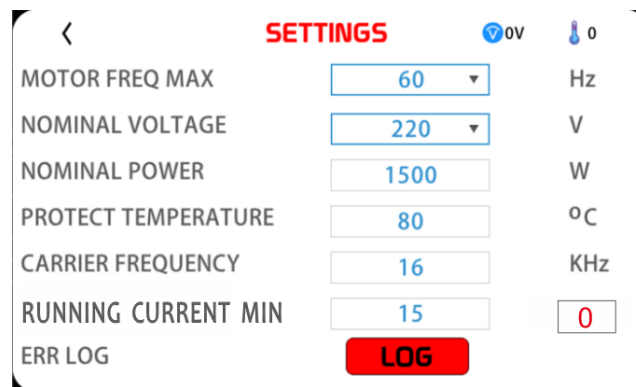 SETTINGS 0V 0
MOTOR FREQ MAX 60 Hz
NOMINAL VOLTAGE 220 V
NOMINAL POWER 1500 W
PROTECT TEMPERATURE 80 °C
CARRIER FREQUENCY 16 KHz
RUNNING CURRENT MIN 15 0
ERR LOG LOG